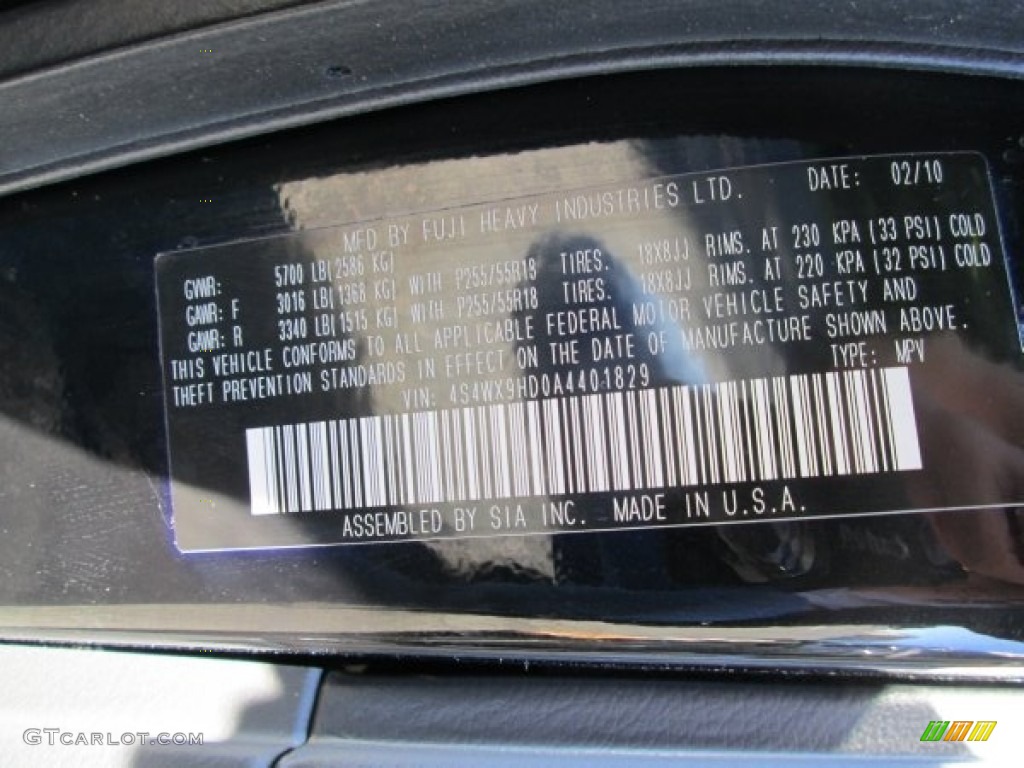 MFD BY FUJI HEAVY INDUSTRIES LTD. DATE: 02/10
GVWR: 5700 LB(2586 KG)
GAWR: F 3016 LB(1368 KG) WITH P255/55R18 TIRES. 18X8JJ RIMS. AT 230 KPA (33 PSI) COLD
GAWR: R 3340 LB(1515 KG) WITH P255/55R18 TIRES. 18X8JJ RIMS. AT 220 KPA (32 PSI) COLD
THIS VEHICLE CONFORMS TO ALL APPLICABLE FEDERAL MOTOR VEHICLE SAFETY AND
THEFT PREVENTION STANDARDS IN EFFECT ON THE DATE OF MANUFACTURE SHOWN ABOVE.
VIN: 4S4WX9HD0A4401829 TYPE: MPV
ASSEMBLED BY SIA INC. MADE IN U.S.A.
GTCARLOT.COM